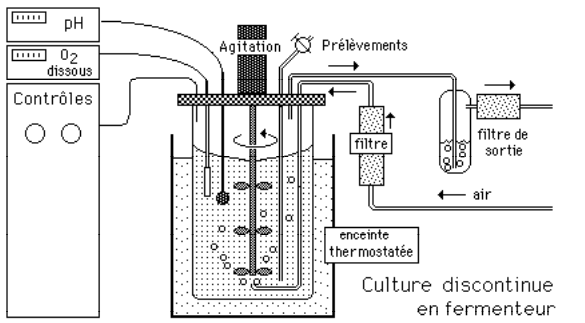 pH
O2
dissous
Contrôles
Agitation
Prélèvements
filtre
filtre de
sortie
air
enceinte
thermostatée
Culture discontinue
en fermenteur